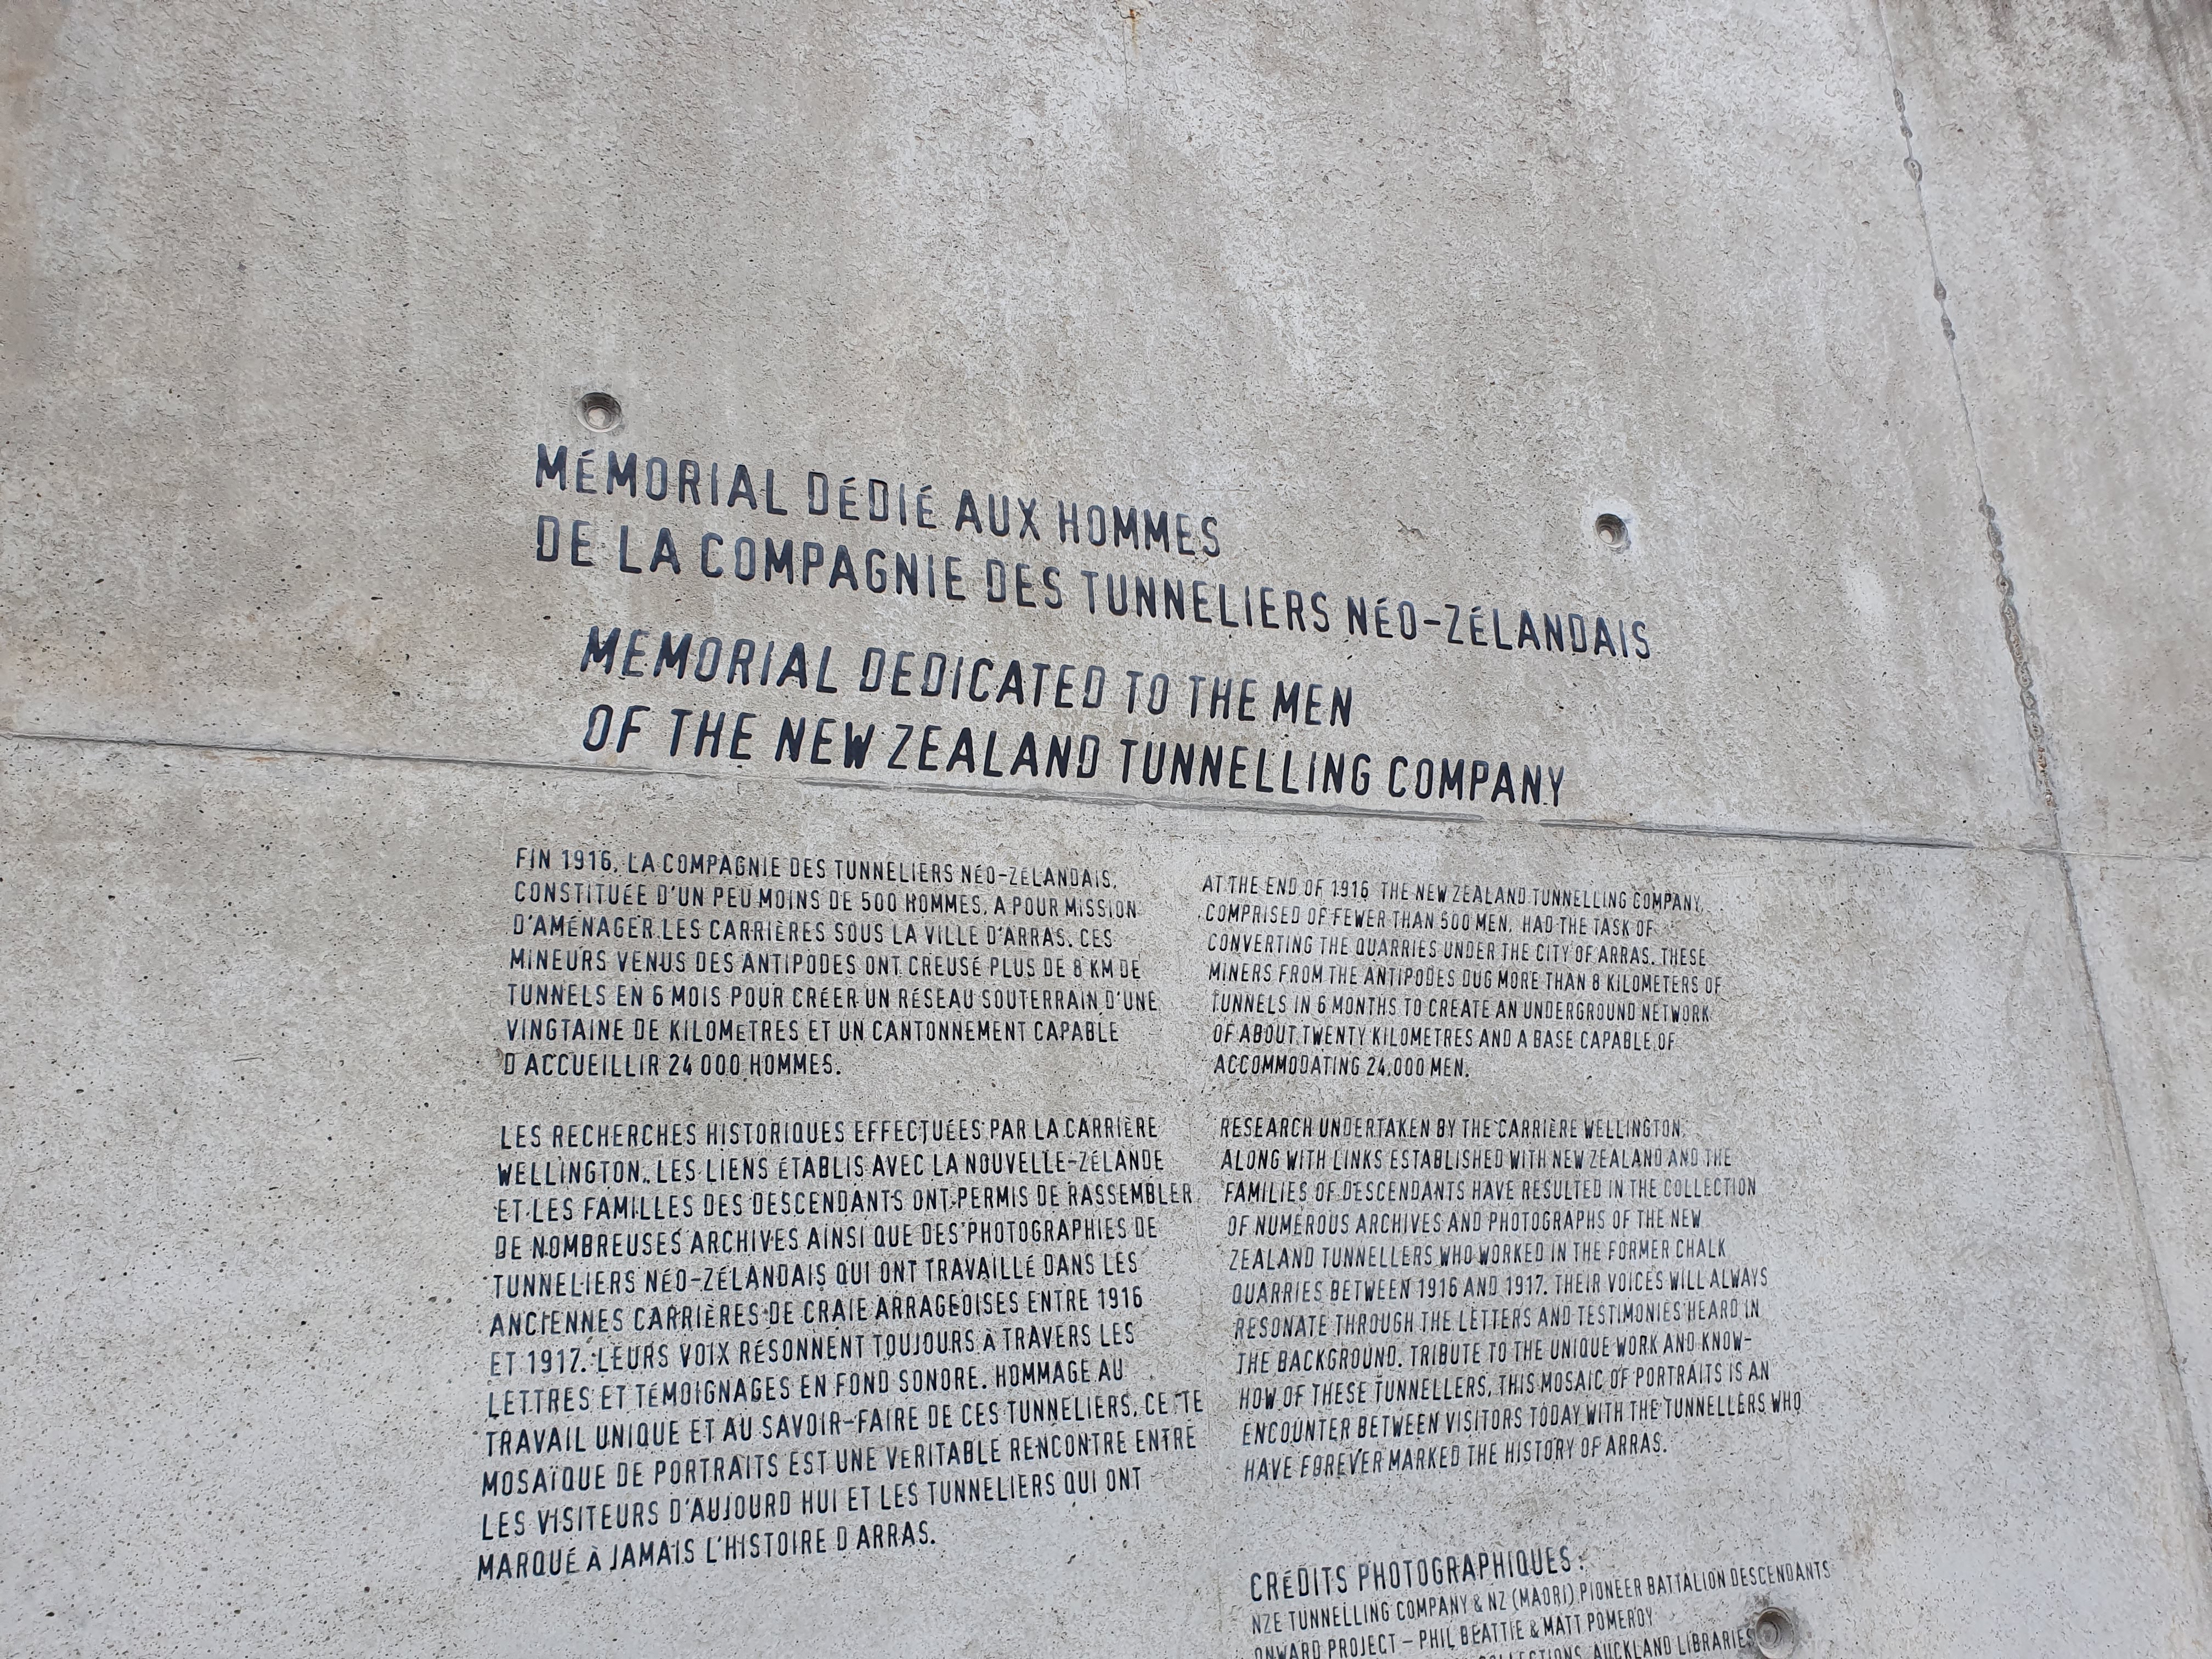 MÉMORIAL DÉDIÉ AUX HOMMES
DE LA COMPAGNIE DES TUNNELIERS NÉO-ZÉLANDAIS
MEMORIAL DEDICATED TO THE MEN
OF THE NEW ZEALAND TUNNELLING COMPANY
FIN 1916, LA COMPAGNIE DES TUNNELIERS NÉO-ZÉLANDAIS,
CONSTITUÉE D'UN PEU MOINS DE 500 HOMMES, A POUR MISSION
D'AMÉNAGER LES CARRIÈRES SOUS LA VILLE D'ARRAS. CES
MINEURS VENUS DES ANTIPODES ONT CREUSÉ PLUS DE 8 KM DE
TUNNELS EN 6 MOIS POUR CRÉER UN RÉSEAU SOUTERRAIN D'UNE
VINGTAINE DE KILOMÈTRES ET UN CANTONNEMENT CAPABLE
D ACCUEILLIR 24 000 HOMMES.
LES RECHERCHES HISTORIQUES EFFECTUÉES PAR LA CARRIÈRE
WELLINGTON, LES LIENS ÉTABLIS AVEC LA NOUVELLE-ZÉLANDE
ET LES FAMILLES DES DESCENDANTS ONT PERMIS DE RASSEMBLER
DE NOMBREUSES ARCHIVES AINSI QUE DES PHOTOGRAPHIES DE
TUNNELIERS NÉO-ZÉLANDAIS QUI ONT TRAVAILLÉ DANS LES
ANCIENNES CARRIÈRES DE CRAIE ARRAGEOISES ENTRE 1916
ET 1917. LEURS VOIX RÉSONNENT TOUJOURS À TRAVERS LES
LETTRES ET TÉMOIGNAGES EN FOND SONORE. HOMMAGE AU
TRAVAIL UNIQUE ET AU SAVOIR-FAIRE DE CES TUNNELIERS, CETTE
MOSAÏQUE DE PORTRAITS EST UNE VÉRITABLE RENCONTRE ENTRE
LES VISITEURS D'AUJOURD HUI ET LES TUNNELIERS QUI ONT
MARQUÉ À JAMAIS L'HISTOIRE D ARRAS.
AT THE END OF 1916 THE NEW ZEALAND TUNNELLING COMPANY,
COMPRISED OF FEWER THAN 500 MEN, HAD THE TASK OF
CONVERTING THE QUARRIES UNDER THE CITY OF ARRAS. THESE
MINERS FROM THE ANTIPODES DUG MORE THAN 8 KILOMETERS OF
TUNNELS IN 6 MONTHS TO CREATE AN UNDERGROUND NETWORK
OF ABOUT TWENTY KILOMETRES AND A BASE CAPABLE OF
ACCOMMODATING 24,000 MEN.
RESEARCH UNDERTAKEN BY THE CARRIÈRE WELLINGTON,
ALONG WITH LINKS ESTABLISHED WITH NEW ZEALAND AND THE
FAMILIES OF DESCENDANTS HAVE RESULTED IN THE COLLECTION
OF NUMEROUS ARCHIVES AND PHOTOGRAPHS OF THE NEW
ZEALAND TUNNELLERS WHO WORKED IN THE FORMER CHALK
QUARRIES BETWEEN 1916 AND 1917. THEIR VOICES WILL ALWAYS
RESONATE THROUGH THE LETTERS AND TESTIMONIES HEARD IN
THE BACKGROUND. TRIBUTE TO THE UNIQUE WORK AND KNOW-
HOW OF THESE TUNNELLERS, THIS MOSAIC OF PORTRAITS IS AN
ENCOUNTER BETWEEN VISITORS TODAY WITH THE TUNNELLERS WHO
HAVE FOREVER MARKED THE HISTORY OF ARRAS.
CRÉDITS PHOTOGRAPHIQUES :
NZE TUNNELLING COMPANY & NZ (MAORI) PIONEER BATTALION DESCENDANTS
ONWARD PROJECT – PHIL BEATTIE & MATT POMEROY
COLLECTIONS, AUCKLAND LIBRARIES